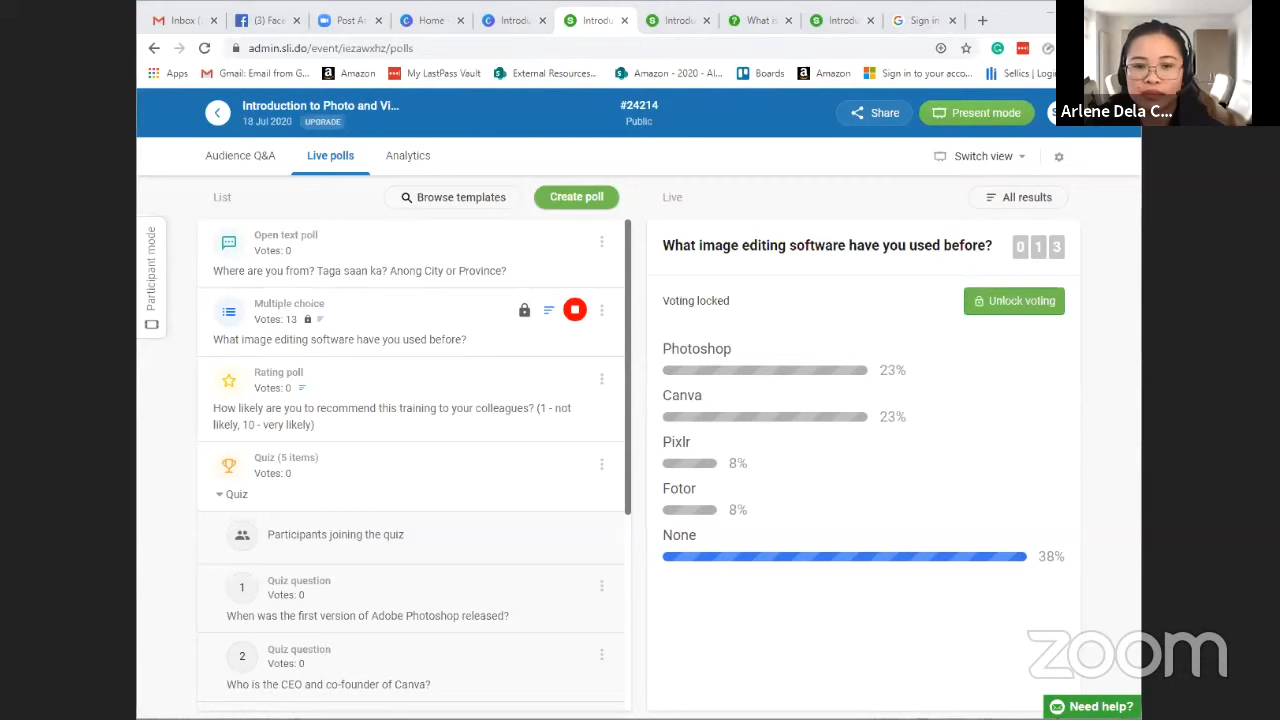 Inbox (
(3) Face
Post A
Home -
Introdu
Introdu
Introdu
What is
Introdu
Sign in
admin.sli.do/event/iezawxhz/polls
Apps
Gmail: Email from G...
Amazon
My LastPass Vault
External Resources...
Amazon - 2020 - Al...
Boards
Amazon
Sign in to your acco...
Sellics | Login
Arlene Dela C...
Introduction to Photo and Vi...
18 Jul 2020 UPGRADE
#24214
Public
Share
Present mode
Audience Q&A
Live polls
Analytics
Switch view
Participant mode
List
Browse templates
Create poll
Open text poll
Votes: 0
Where are you from? Taga saan ka? Anong City or Province?
Multiple choice
Votes: 13
What image editing software have you used before?
Rating poll
Votes: 0
How likely are you to recommend this training to your colleagues? (1 - not
likely, 10 - very likely)
Quiz (5 items)
Votes: 0
Quiz
Participants joining the quiz
1
Quiz question
Votes: 0
When was the first version of Adobe Photoshop released?
2
Quiz question
Votes: 0
Who is the CEO and co-founder of Canva?
Live
All results
What image editing software have you used before?
013
Voting locked
Unlock voting
Photoshop
23%
Canva
23%
Pixlr
8%
Fotor
8%
None
38%
zoom
Need help?